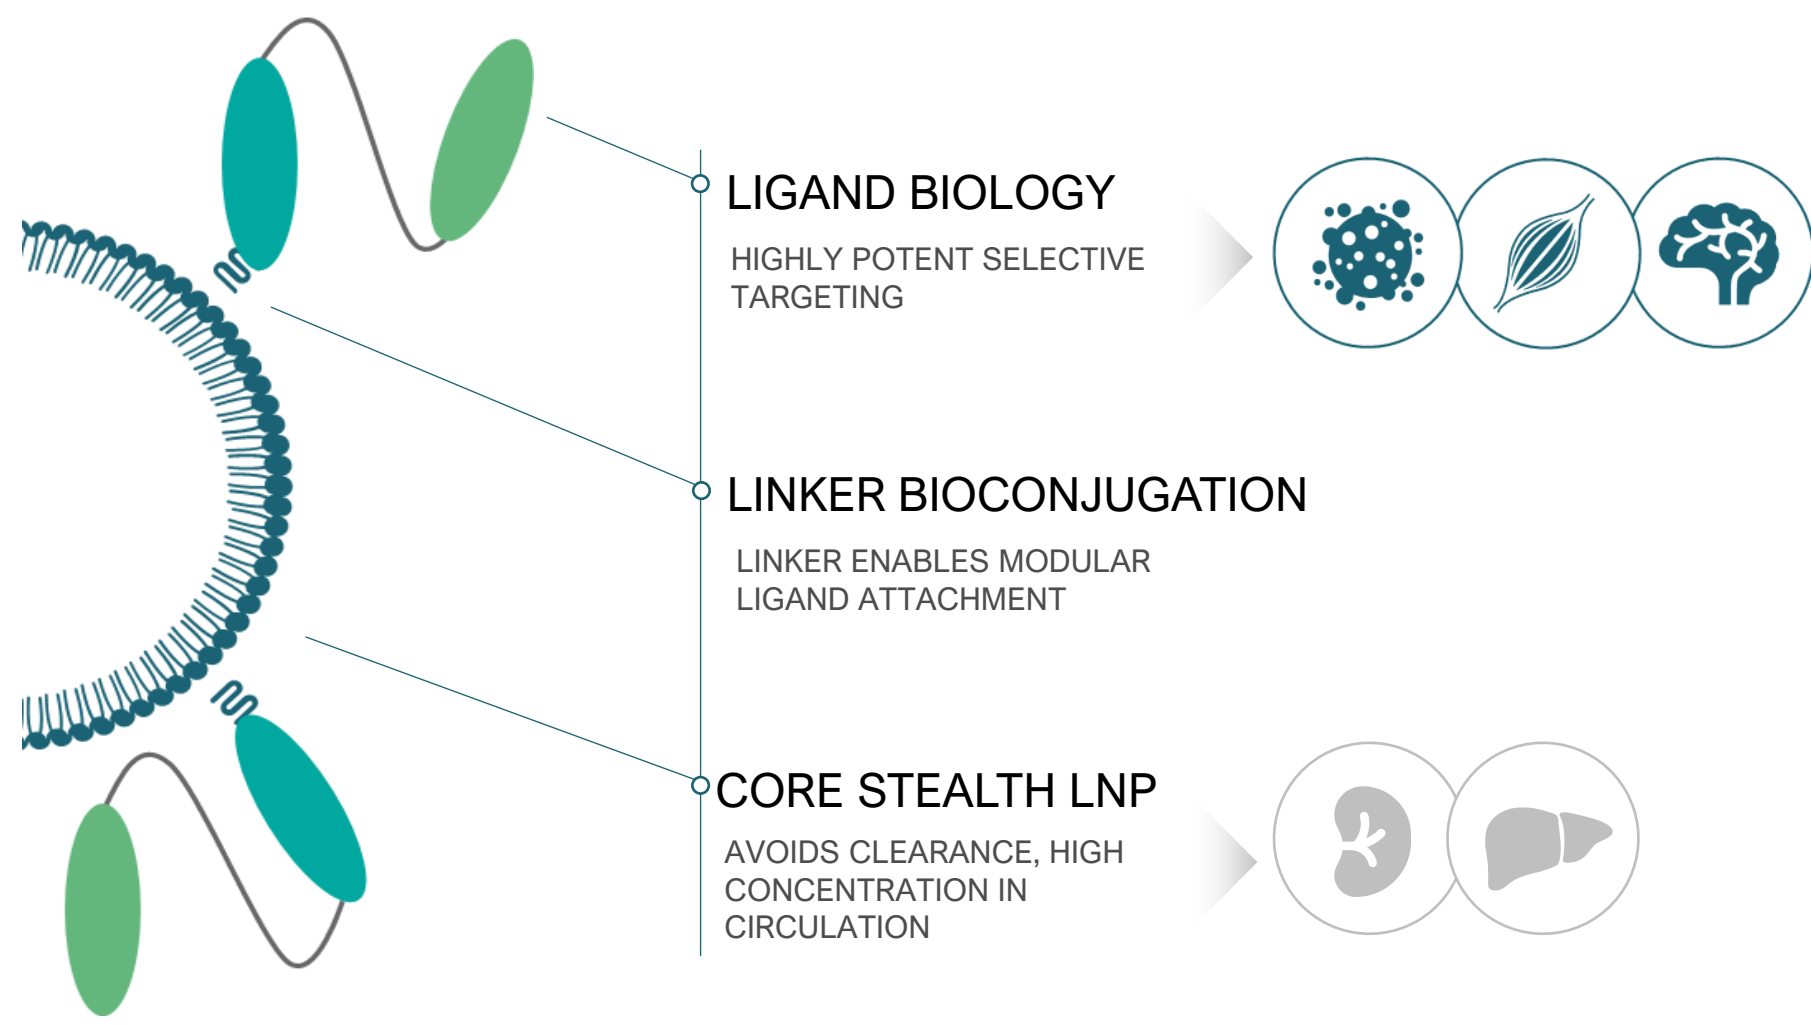 LIGAND BIOLOGY
HIGHLY POTENT SELECTIVE
TARGETING
LINKER BIOCONJUGATION
LINKER ENABLES MODULAR
LIGAND ATTACHMENT
CORE STEALTH LNP
AVOIDS CLEARANCE, HIGH
CONCENTRATION IN
CIRCULATION